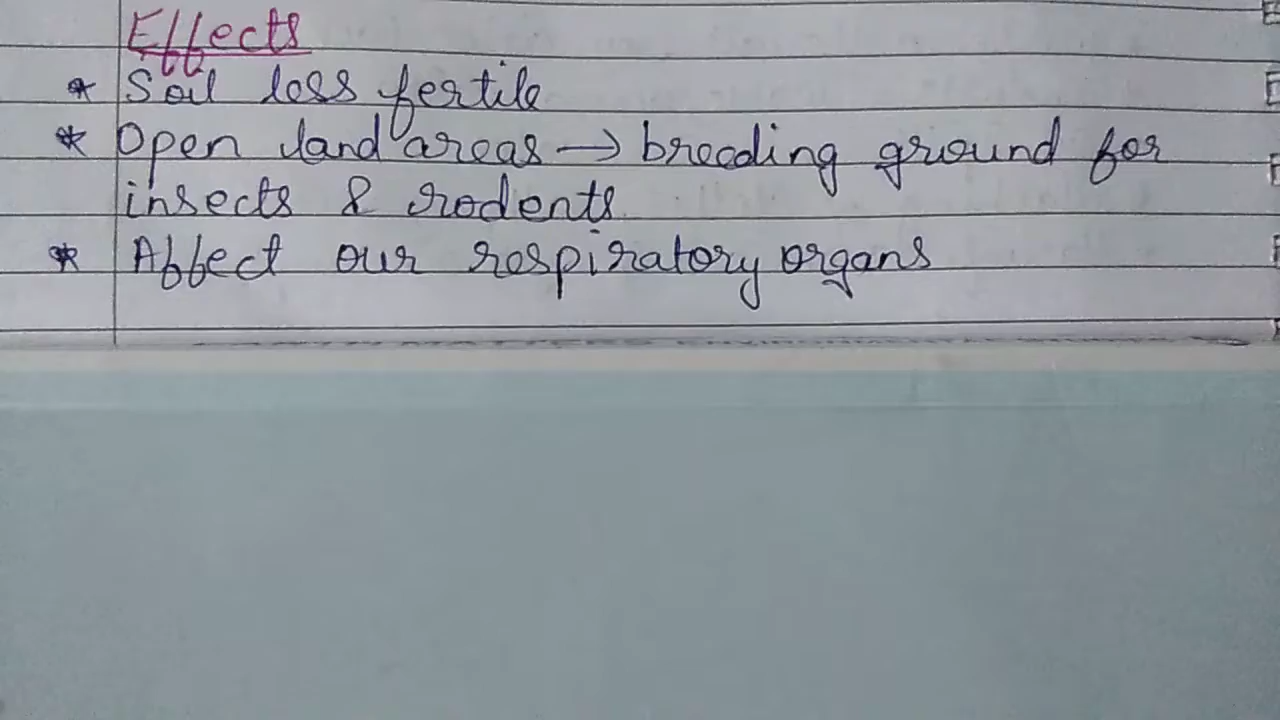 Effects
* Soil less fertile
* Open land areas → breeding ground for
insects & rodents
* Affect our respiratory organs